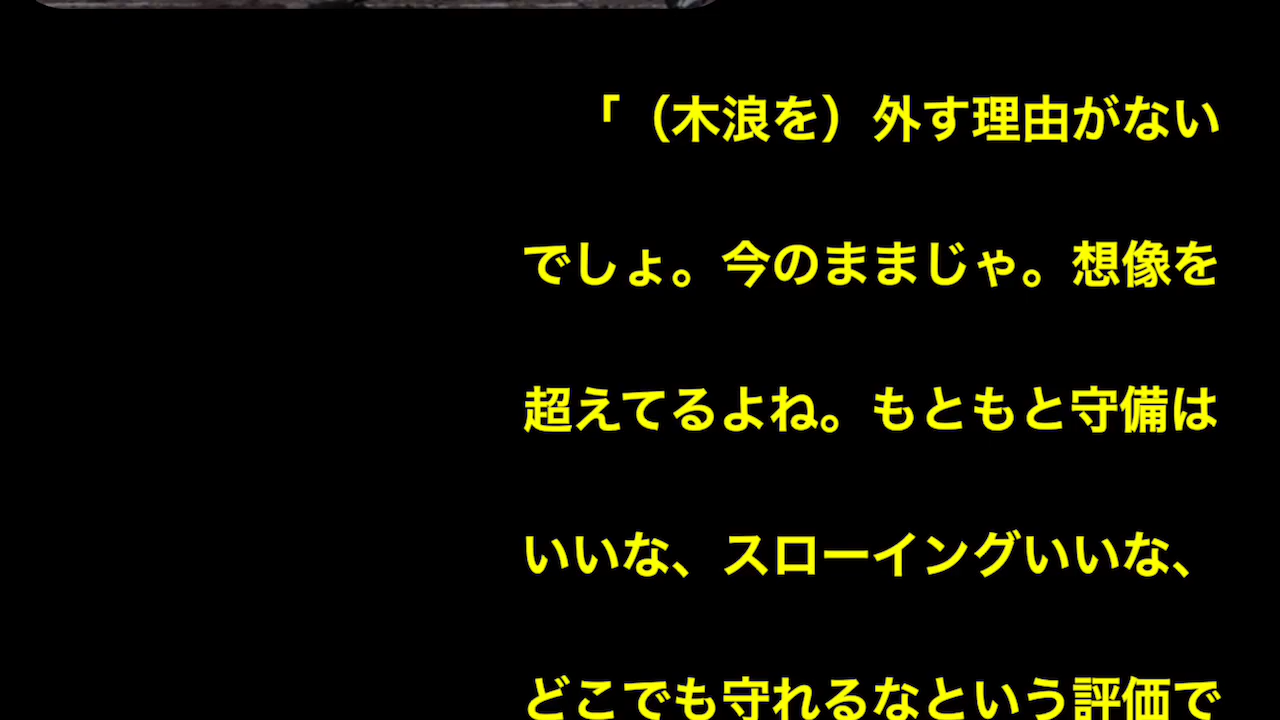 「（木浪を）外す理由がない
でしょ。今のままじゃ。想像を
超えてるよね。もともと守備は
いいな、スローイングいいな、
どこでも守れるなという評価で